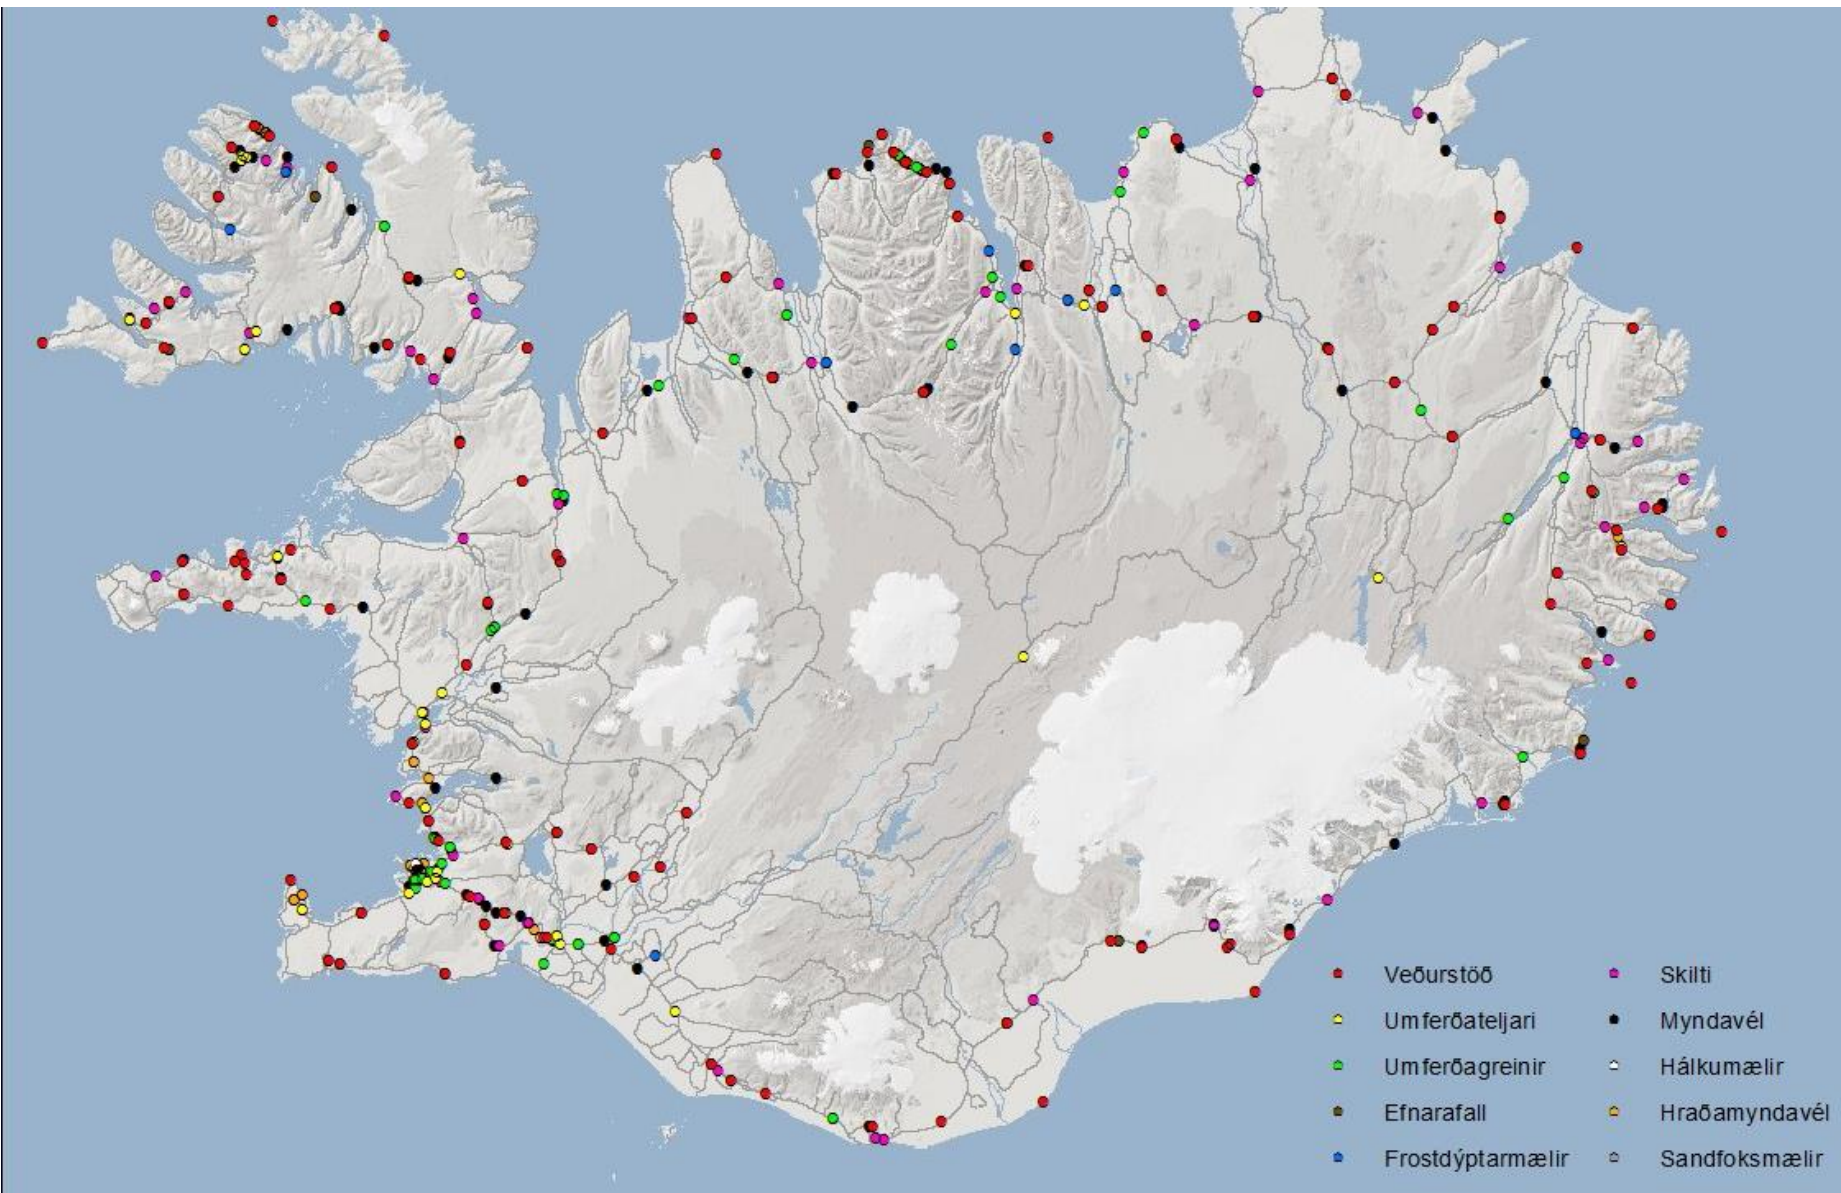 Veðurstöð
Umferðateljari
Umferðagreinir
Efnarafall
Frostdýptarmælir
Skilti
Myndavél
Hálkumælir
Hraðamyndavél
Sandfoksmælir